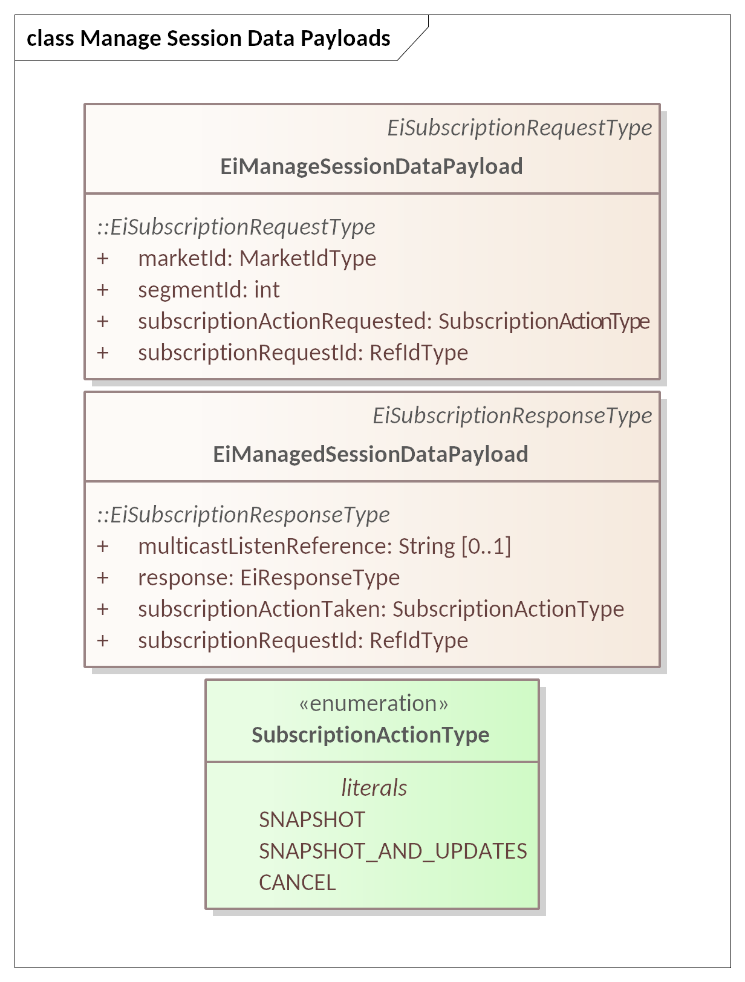 class Manage Session Data Payloads
EiSubscriptionRequestType
EiManageSessionDataPayload
::EiSubscriptionRequestType
+ marketId: MarketIdType
+ segmentId: int
+ subscriptionActionRequested: SubscriptionActionType
+ subscriptionRequestId: RefIdType
EiSubscriptionResponseType
EiManagedSessionDataPayload
::EiSubscriptionResponseType
+ multicastListenReference: String [0..1]
+ response: EiResponseType
+ subscriptionActionTaken: SubscriptionActionType
+ subscriptionRequestId: RefIdType
«enumeration»
SubscriptionActionType
literals
SNAPSHOT
SNAPSHOT_AND_UPDATES
CANCEL